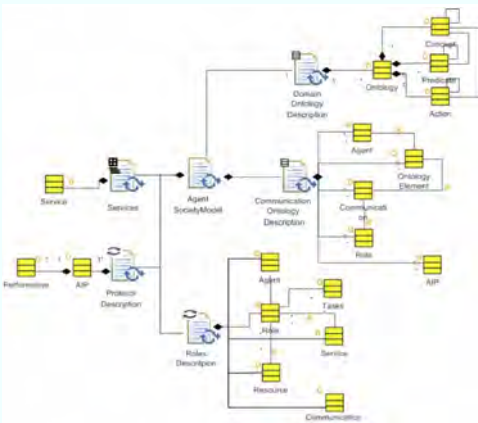 Concept
Predicate
Action
Ontology
Domain
Ontology
Description
Agent
Ontology
Element
Communicati
on
Role
AIP
Communication
Ontology
Description
Agent
SocietyModel
Services
Service
Performative
AIP
Protocol
Description
Roles
Description
Agent
Tasks
Role
Service
Resource
Communication